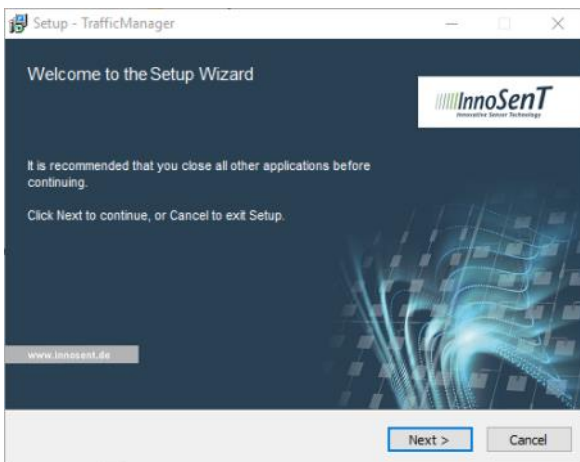 Setup - TrafficManager
Welcome to the Setup Wizard
InnoSenT
Innovative Sensor Technology
It is recommended that you close all other applications before
continuing.
Click Next to continue, or Cancel to exit Setup.
www.innosent.de
Next >
Cancel